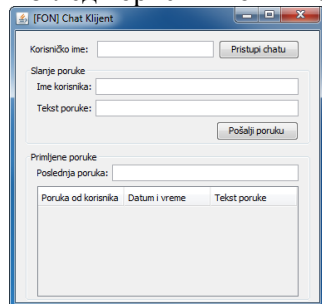 [FON] Chat Klijent
Korisničko ime:
Pristupi chatu
Slanje poruke
Ime korisnika:
Tekst poruke:
Pošalji poruku
Primljene poruke
Poslednja poruka:
Poruka od korisnika Datum i vreme Tekst poruke